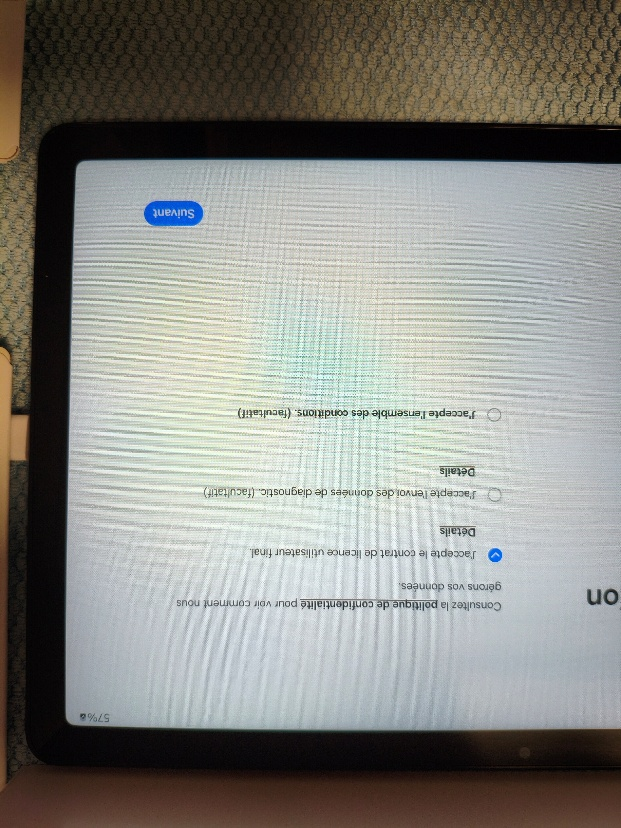 57%
on
Consultez la politique de confidentialité pour voir comment nous
gérons vos données.
J'accepte le contrat de licence utilisateur final.
Détails
J'accepte l'envoi des données de diagnostic. (facultatif)
Détails
J'accepte l'ensemble des conditions. (facultatif)
Suivant